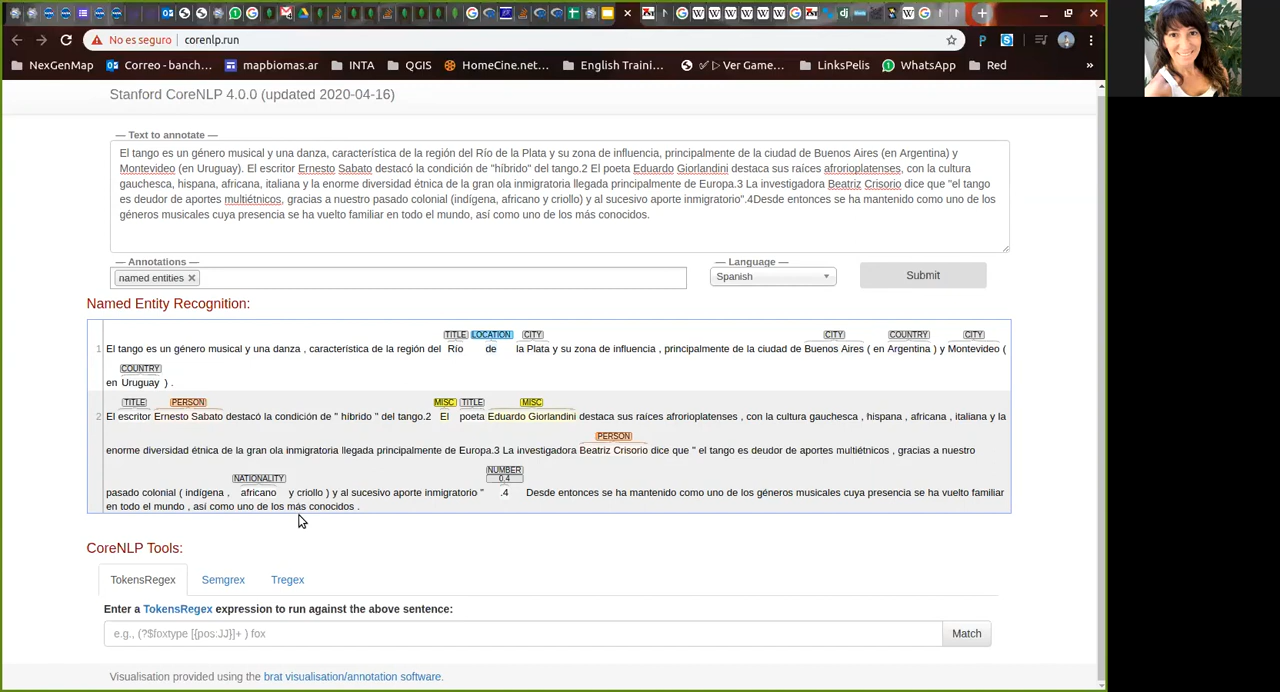 No es seguro corenlp.run
NexGenMap Correo - banch... mapbiomas.ar INTA QGIS HomeCine.net... English Traini... Ver Game... LinksPelis WhatsApp Red »
Stanford CoreNLP 4.0.0 (updated 2020-04-16)
— Text to annotate —
El tango es un género musical y una danza, característica de la región del Río de la Plata y su zona de influencia, principalmente de la ciudad de Buenos Aires (en Argentina) y
Montevideo (en Uruguay). El escritor Ernesto Sabato destacó la condición de "híbrido" del tango.2 El poeta Eduardo Giorlandini destaca sus raíces afrorioplatenses, con la cultura
gauchesca, hispana, africana, italiana y la enorme diversidad étnica de la gran ola inmigratoria llegada principalmente de Europa.3 La investigadora Beatriz Crisorio dice que "el tango
es deudor de aportes multiétnicos, gracias a nuestro pasado colonial (indígena, africano y criollo) y al sucesivo aporte inmigratorio".4Desde entonces se ha mantenido como uno de los
géneros musicales cuya presencia se ha vuelto familiar en todo el mundo, así como uno de los más conocidos.
— Annotations — — Language —
named entities × Spanish Submit
Named Entity Recognition:
TITLE LOCATION CITY CITY COUNTRY CITY
1 El tango es un género musical y una danza , característica de la región del Río de la Plata y su zona de influencia , principalmente de la ciudad de Buenos Aires ( en Argentina ) y Montevideo (
COUNTRY
en Uruguay ) .
TITLE PERSON MISC TITLE MISC
2 El escritor Ernesto Sabato destacó la condición de " híbrido " del tango.2 El poeta Eduardo Giorlandini destaca sus raíces afrorioplatenses , con la cultura gauchesca , hispana , africana , italiana y la
PERSON
enorme diversidad étnica de la gran ola inmigratoria llegada principalmente de Europa.3 La investigadora Beatriz Crisorio dice que " el tango es deudor de aportes multiétnicos , gracias a nuestro
NUMBER
NATIONALITY 0.4
pasado colonial ( indígena , africano y criollo ) y al sucesivo aporte inmigratorio " .4 Desde entonces se ha mantenido como uno de los géneros musicales cuya presencia se ha vuelto familiar
en todo el mundo , así como uno de los más conocidos .
CoreNLP Tools:
TokensRegex Semgrex Tregex
Enter a TokensRegex expression to run against the above sentence:
e.g., (?$foxtype [{pos:JJ}]+ ) fox Match
Visualisation provided using the brat visualisation/annotation software.